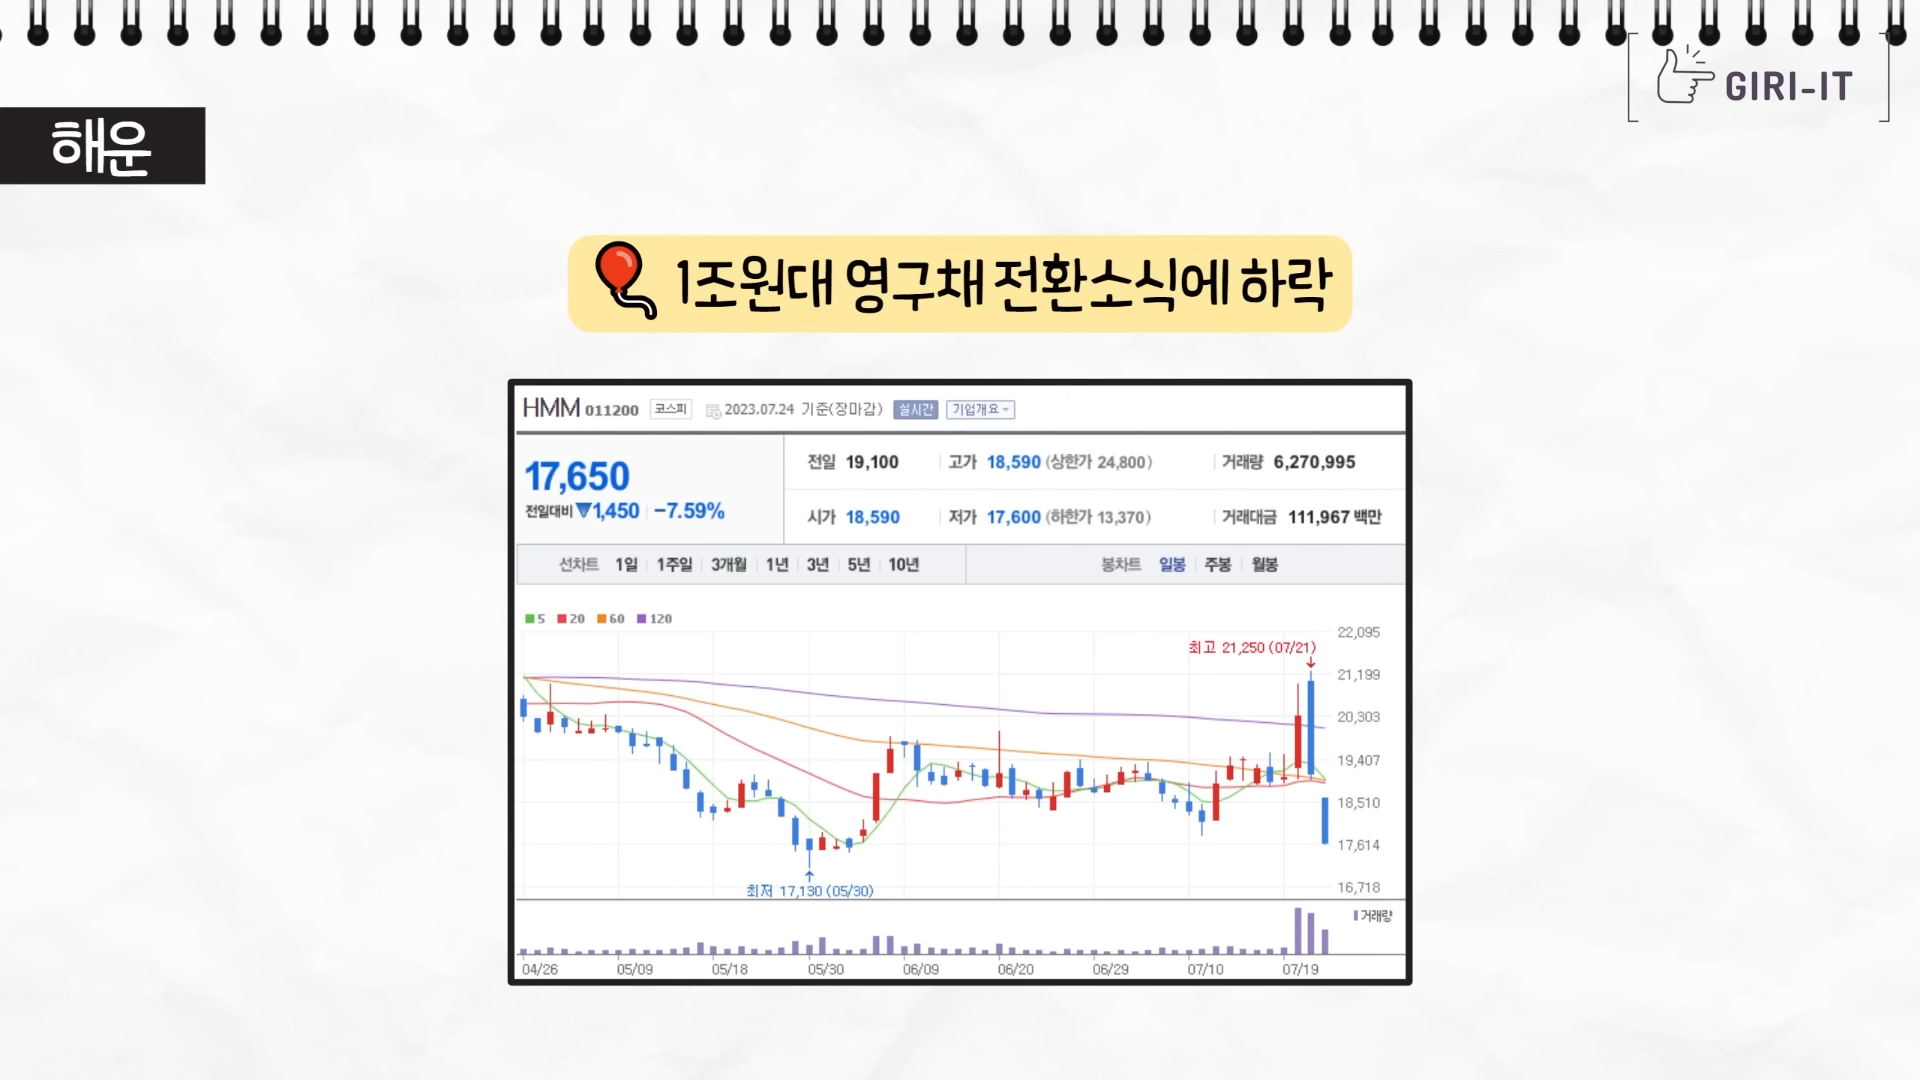 GIRI-IT
해운
1조원대 영구채 전환소식에 하락
HMM 011200 코스피 2023.07.24 기준(장마감) 실시간 기업개요
17,650
전일대비 ▼1,450 -7.59%
전일 19,100 고가 18,590 (상한가 24,800) 거래량 6,270,995
시가 18,590 저가 17,600 (하한가 13,370) 거래대금 111,967 백만
선차트 1일 1주일 3개월 1년 3년 5년 10년 봉차트 일봉 주봉 월봉
5 20 60 120
최고 21,250 (07/21)
22,095
21,199
20,303
19,407
18,510
17,614
16,718
최저 17,130 (05/30)
거래량
04/26 05/09 05/18 05/30 06/09 06/20 06/29 07/10 07/19